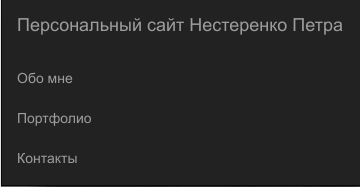 Персональный сайт Нестеренко Петра
Обо мне
Портфолио
Контакты